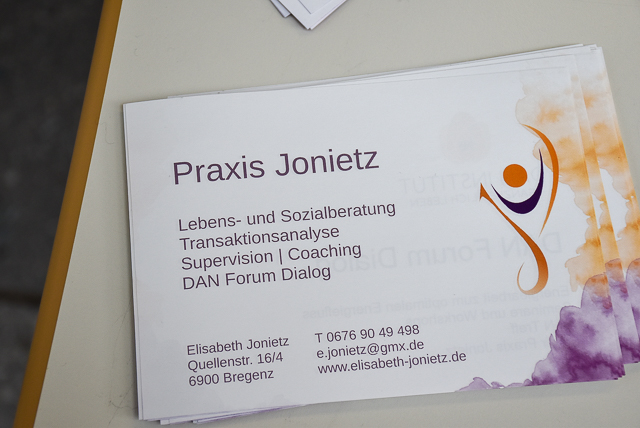 Praxis Jonietz
Lebens- und Sozialberatung
Transaktionsanalyse
Supervision | Coaching
DAN Forum Dialog
Elisabeth Jonietz
Quellenstr. 16/4
6900 Bregenz
T 0676 90 49 498
e.jonietz@gmx.de
www.elisabeth-jonietz.de